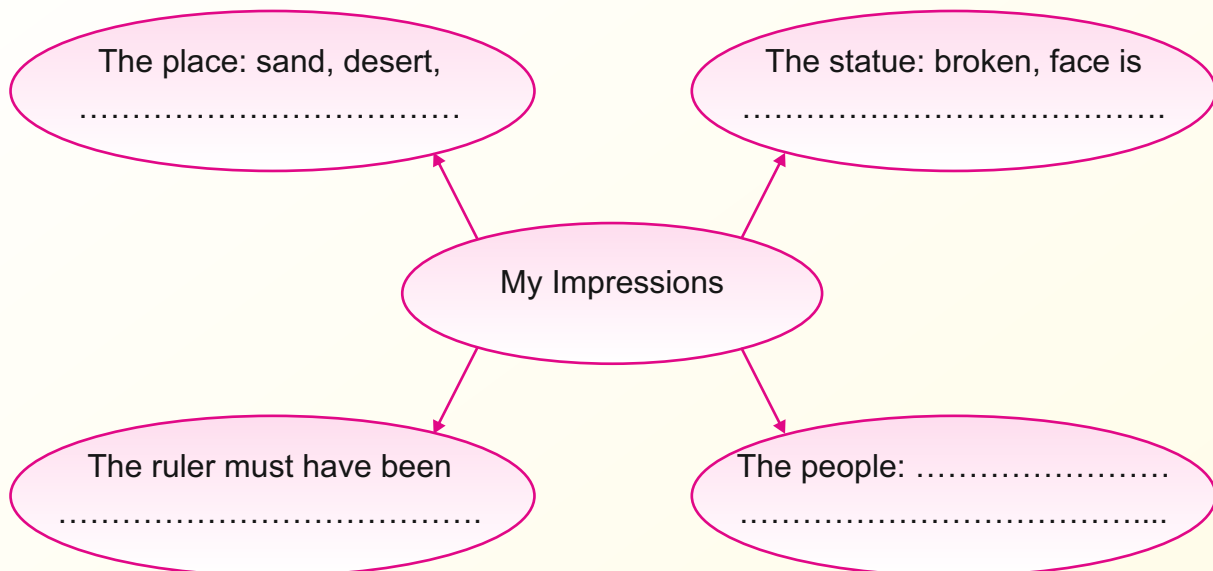 The place: sand, desert,
…………………………………
The statue: broken, face is
…………………………………….
My Impressions
The ruler must have been
…………………………………….
The people: ……………………
…………………………………....